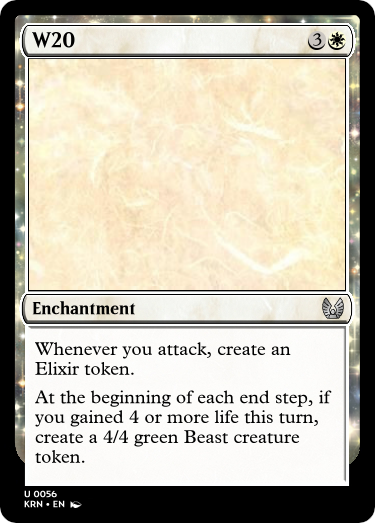 W20 3
Enchantment
Whenever you attack, create an
Elixir token.
At the beginning of each end step, if
you gained 4 or more life this turn,
create a 4/4 green Beast creature
token.
U 0056
KRN • EN